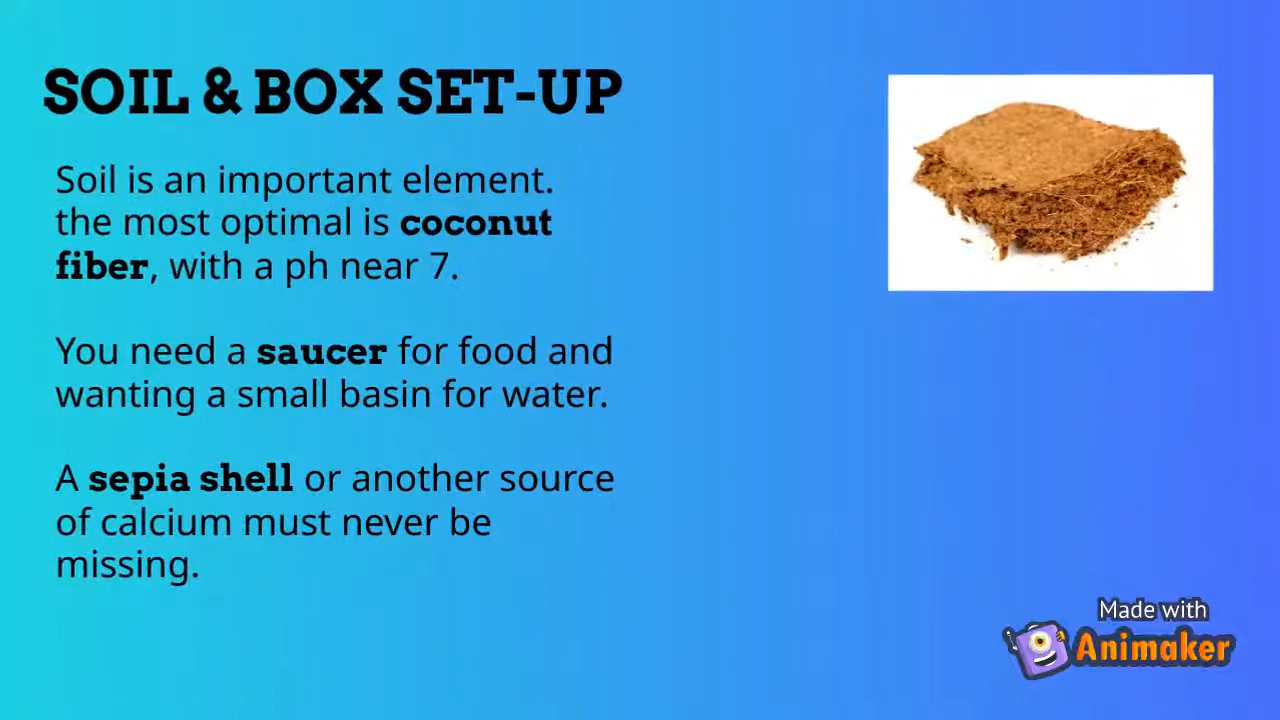 SOIL & BOX SET-UP
Soil is an important element.
the most optimal is coconut
fiber, with a ph near 7.
You need a saucer for food and
wanting a small basin for water.
A sepia shell or another source
of calcium must never be
missing.
Made with
Animaker